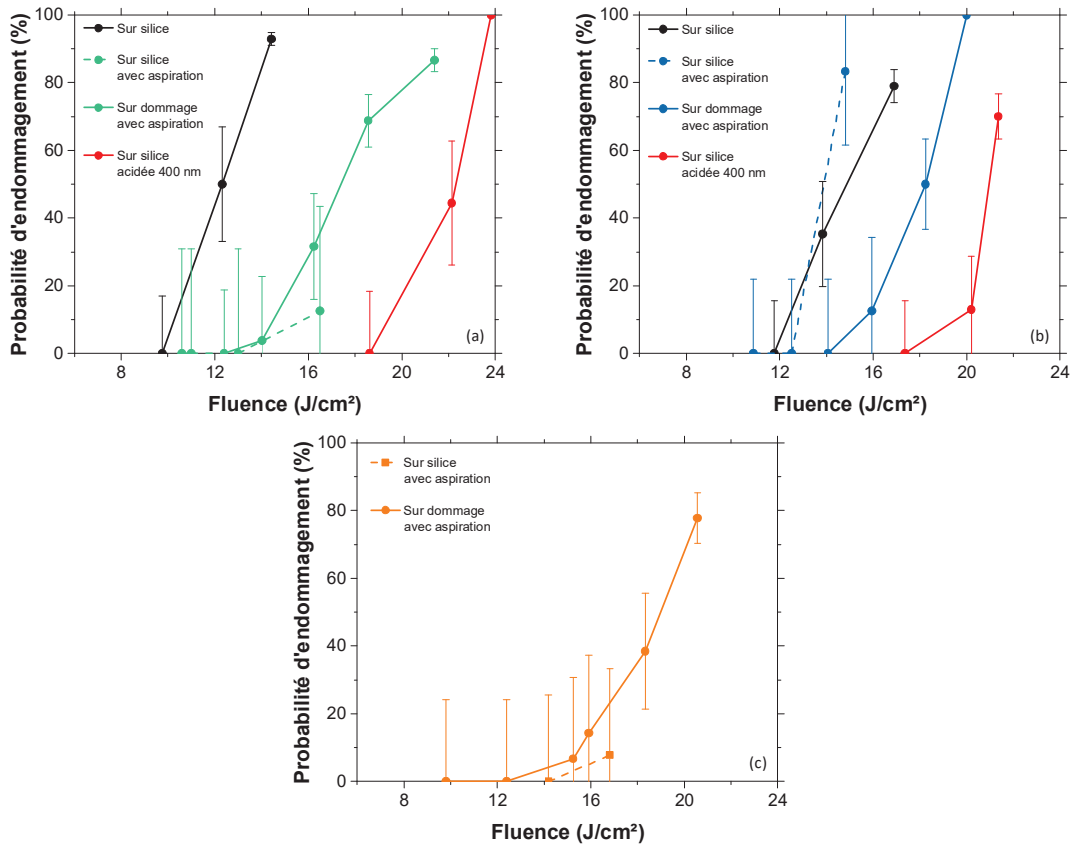 Probabilité d'endommagement (%)
100
80
60
40
20
0
Sur silice
Sur silice
avec aspiration
Sur dommage
avec aspiration
Sur silice
acidée 400 nm
(a)
8
12
16
20
24
Fluence (J/cm²)
Probabilité d'endommagement (%)
100
80
60
40
20
0
Sur silice
Sur silice
avec aspiration
Sur dommage
avec aspiration
Sur silice
acidée 400 nm
(b)
8
12
16
20
24
Fluence (J/cm²)
Probabilité d'endommagement (%)
100
80
60
40
20
0
Sur silice
avec aspiration
Sur dommage
avec aspiration
(c)
8
12
16
20
24
Fluence (J/cm²)